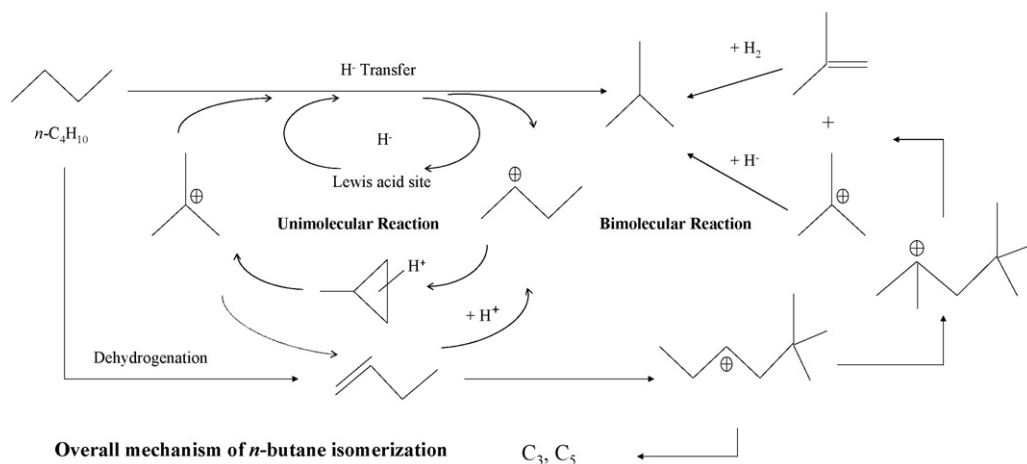 H⁻ Transfer
+ H₂
n-C₄H₁₀
H⁻
+
Lewis acid site
⊕
+ H⁻
⊕
Unimolecular Reaction
Bimolecular Reaction
⊕
⊕
H⁺
+ H⁺
Dehydrogenation
⊕
Overall mechanism of n-butane isomerization
C₃, C₅